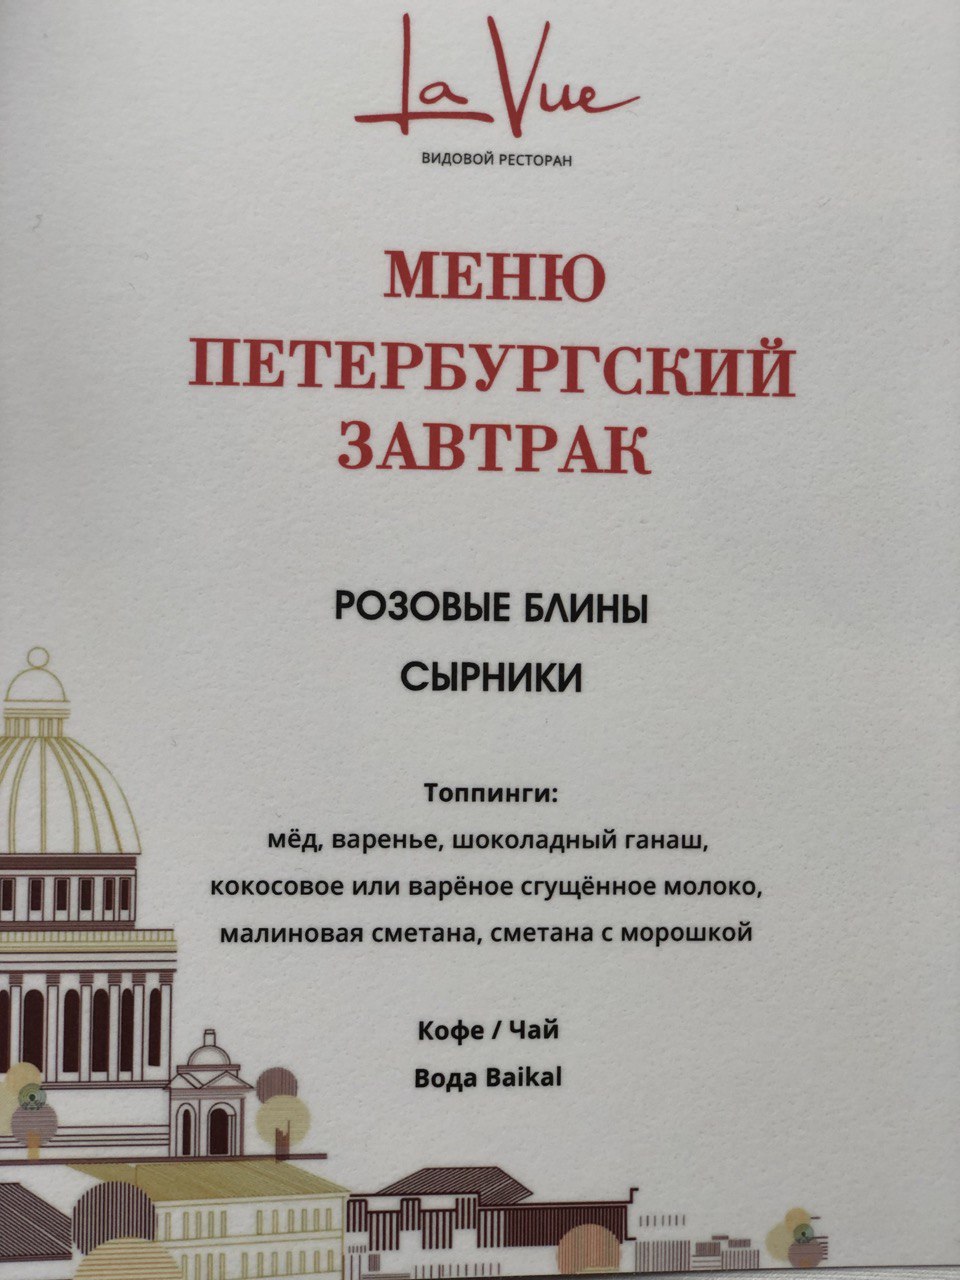 La Vue
ВИДОВОЙ РЕСТОРАН
МЕНЮ
ПЕТЕРБУРГСКИЙ
ЗАВТРАК
РОЗОВЫЕ БЛИНЫ
СЫРНИКИ
Топпинги:
мёд, варенье, шоколадный ганаш,
кокосовое или варёное сгущённое молоко,
малиновая сметана, сметана с морошкой
Кофе / Чай
Вода Baikal